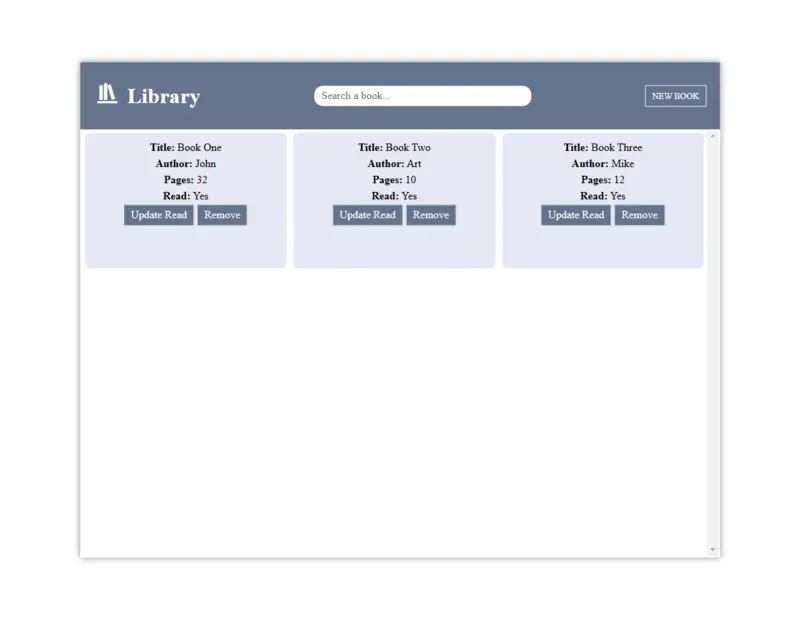 Library
Search a book...
NEW BOOK
Title: Book One
Author: John
Pages: 32
Read: Yes
Update Read Remove
Title: Book Two
Author: Art
Pages: 10
Read: Yes
Update Read Remove
Title: Book Three
Author: Mike
Pages: 12
Read: Yes
Update Read Remove